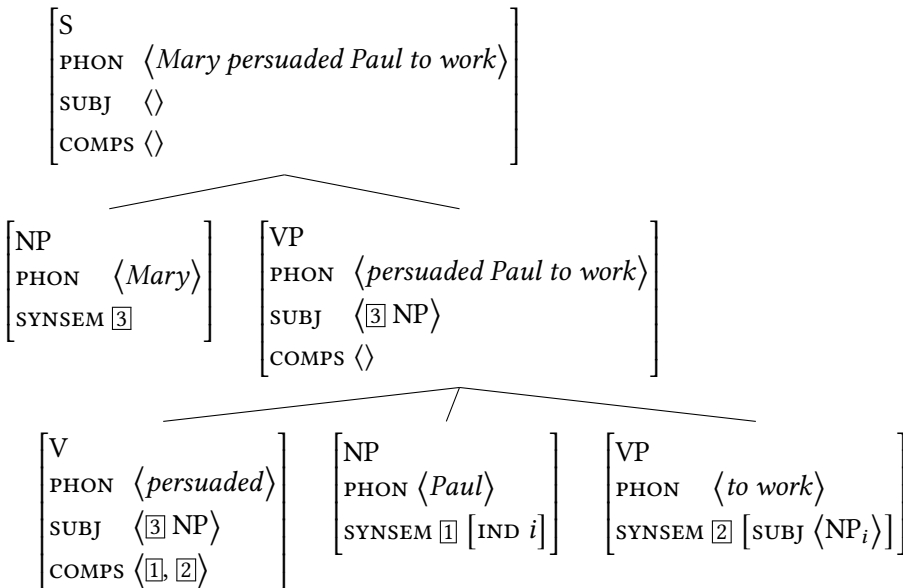 S
PHON ⟨Mary persuaded Paul to work⟩
SUBJ ⟨⟩
COMPS ⟨⟩
NP
PHON ⟨Mary⟩
SYNSEM 3
VP
PHON ⟨persuaded Paul to work⟩
SUBJ ⟨3 NP⟩
COMPS ⟨⟩
V
PHON ⟨persuaded⟩
SUBJ ⟨3 NP⟩
COMPS ⟨1, 2⟩
NP
PHON ⟨Paul⟩
SYNSEM 1 [IND i]
VP
PHON ⟨to work⟩
SYNSEM 2 [SUBJ ⟨NPᵢ⟩]